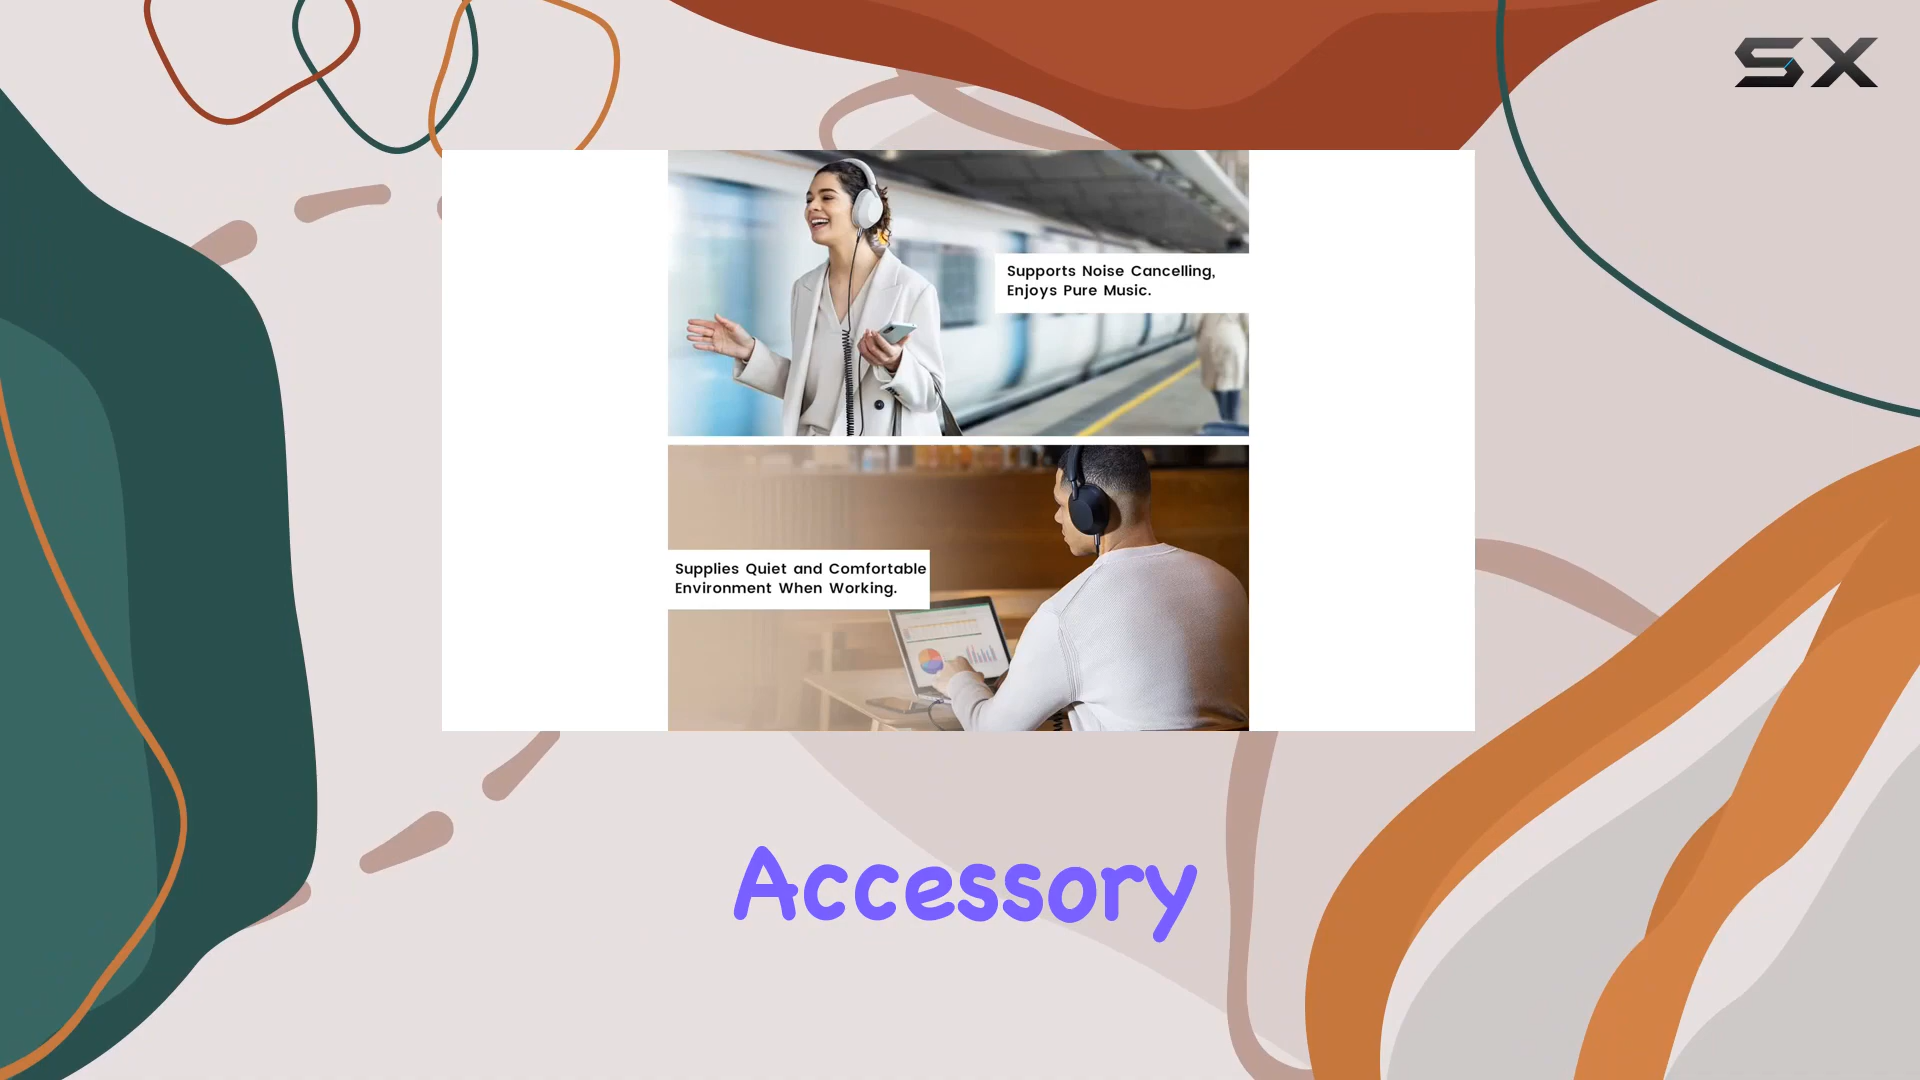 SX
Supports Noise Cancelling,
Enjoys Pure Music.
Supplies Quiet and Comfortable
Environment When Working.
Accessory